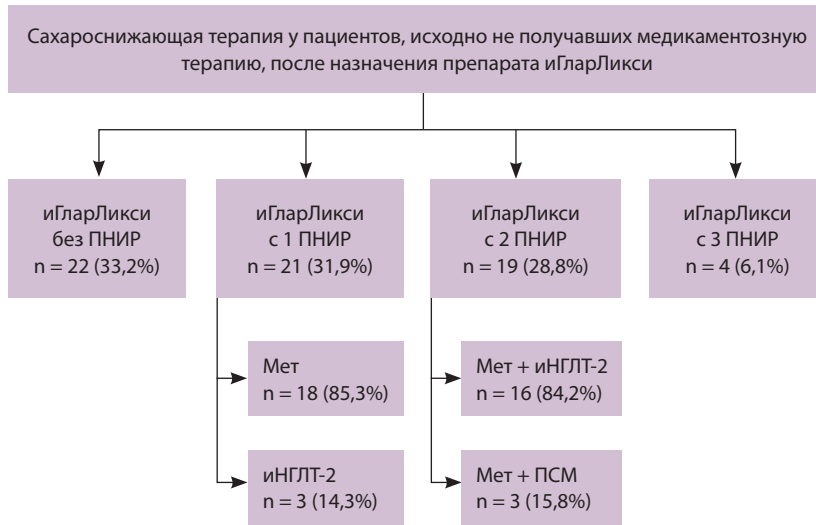 Сахароснижающая терапия у пациентов, исходно не получавших медикаментозную
терапию, после назначения препарата иГларЛикси
иГларЛикси
без ПНИР
n = 22 (33,2%)
иГларЛикси
с 1 ПНИР
n = 21 (31,9%)
иГларЛикси
с 2 ПНИР
n = 19 (28,8%)
иГларЛикси
с 3 ПНИР
n = 4 (6,1%)
Мет
n = 18 (85,3%)
Мет + иНГЛТ-2
n = 16 (84,2%)
иНГЛТ-2
n = 3 (14,3%)
Мет + ПСМ
n = 3 (15,8%)